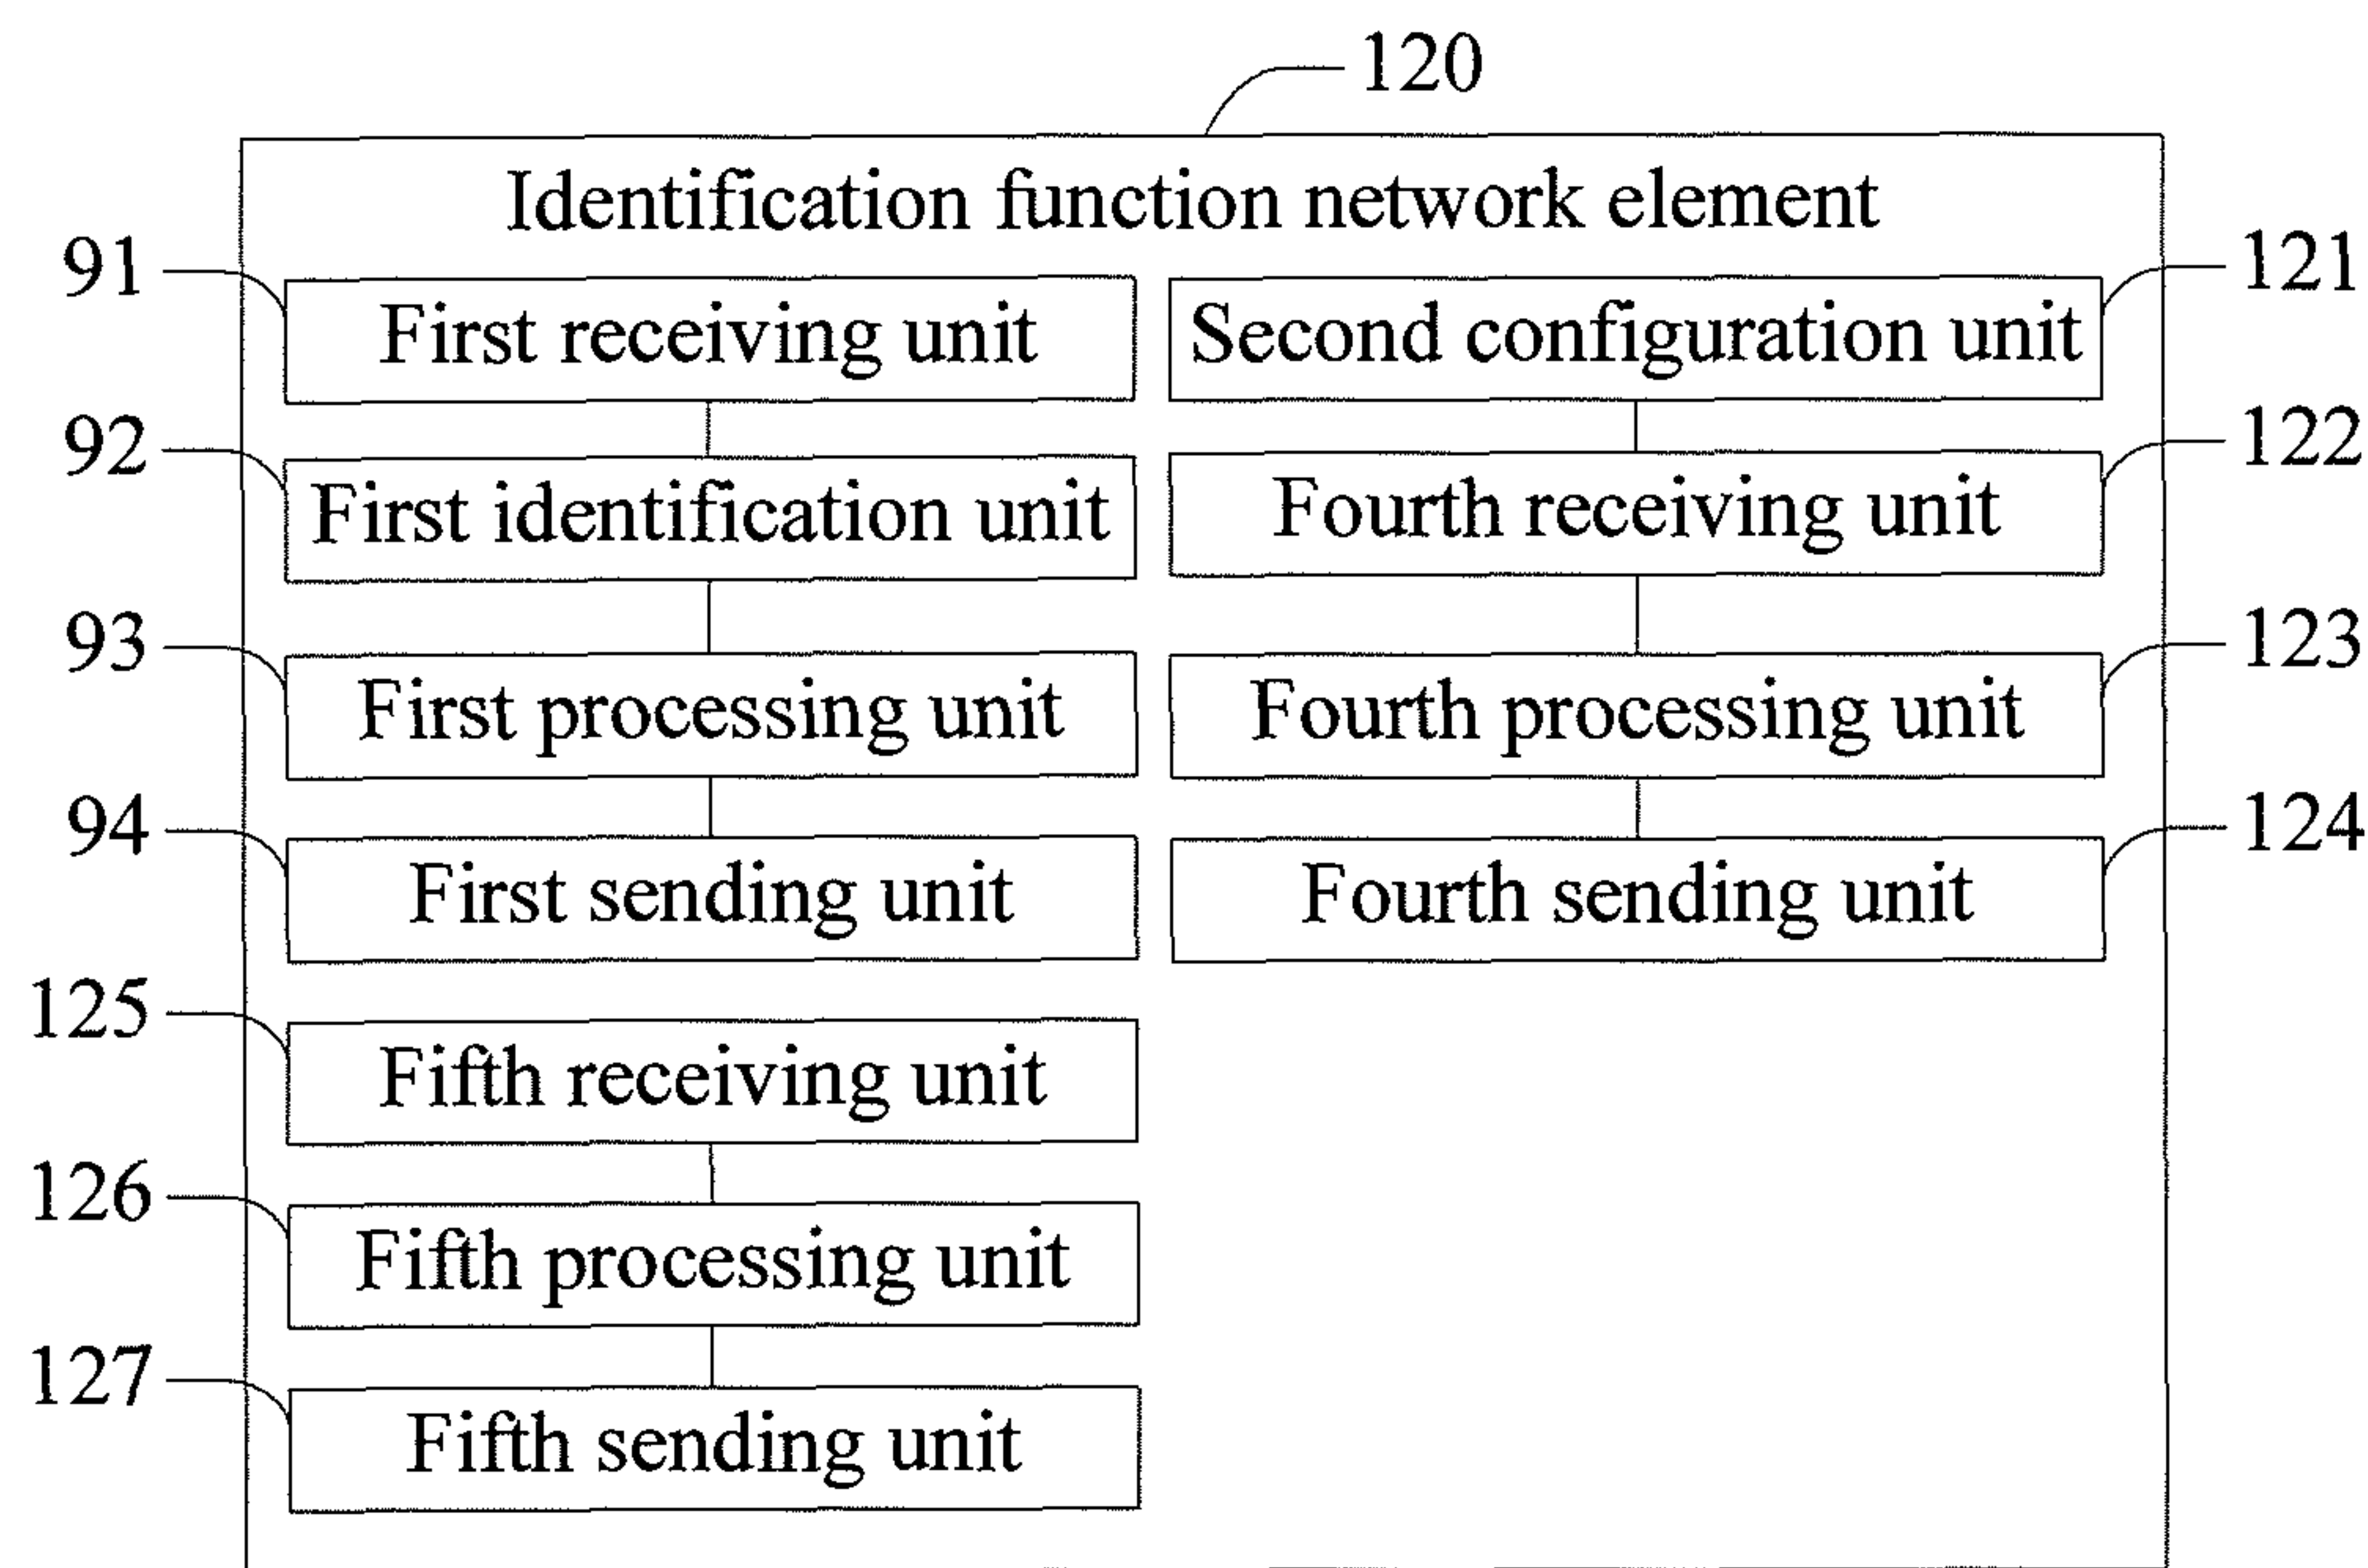 120
Identification function network element
91
First receiving unit
Second configuration unit
121
92
First identification unit
Fourth receiving unit
122
93
First processing unit
Fourth processing unit
123
94
First sending unit
Fourth sending unit
124
125
Fifth receiving unit
126
Fifth processing unit
127
Fifth sending unit